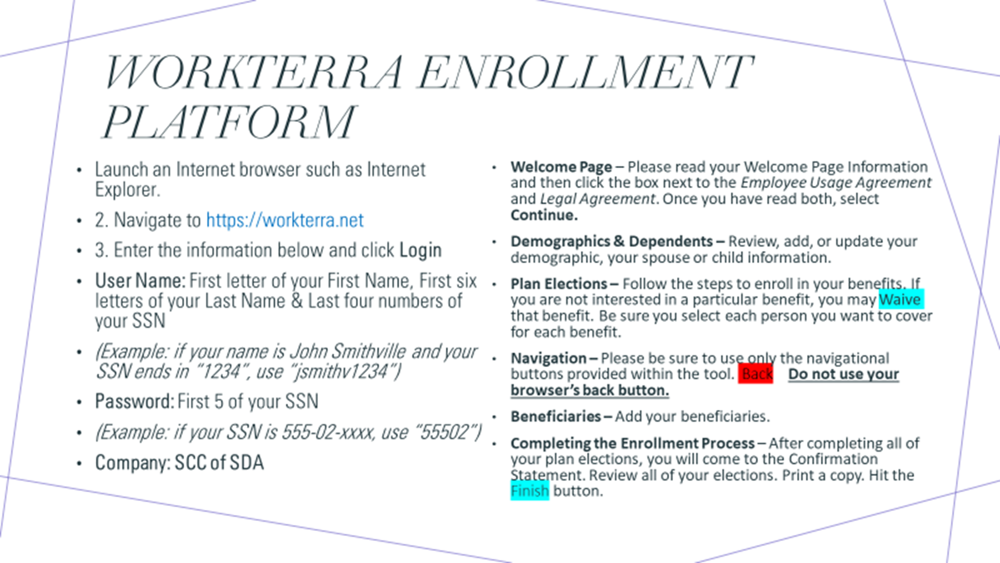 WORKTERRA ENROLLMENT
PLATFORM
• Launch an Internet browser such as Internet
Explorer.
• 2. Navigate to https://workterra.net
• 3. Enter the information below and click Login
• User Name: First letter of your First Name, First six
letters of your Last Name & Last four numbers of
your SSN
• (Example: if your name is John Smithville and your
SSN ends in “1234”, use “jsmithv1234”)
• Password: First 5 of your SSN
• (Example: if your SSN is 555-02-xxxx, use “55502”)
• Company: SCC of SDA
• Welcome Page – Please read your Welcome Page Information
and then click the box next to the Employee Usage Agreement
and Legal Agreement. Once you have read both, select
Continue.
• Demographics & Dependents – Review, add, or update your
demographic, your spouse or child information.
• Plan Elections – Follow the steps to enroll in your benefits. If
you are not interested in a particular benefit, you may Waive
that benefit. Be sure you select each person you want to cover
for each benefit.
• Navigation – Please be sure to use only the navigational
buttons provided within the tool. Back Do not use your
browser’s back button.
• Beneficiaries – Add your beneficiaries.
• Completing the Enrollment Process – After completing all of
your plan elections, you will come to the Confirmation
Statement. Review all of your elections. Print a copy. Hit the
Finish button.